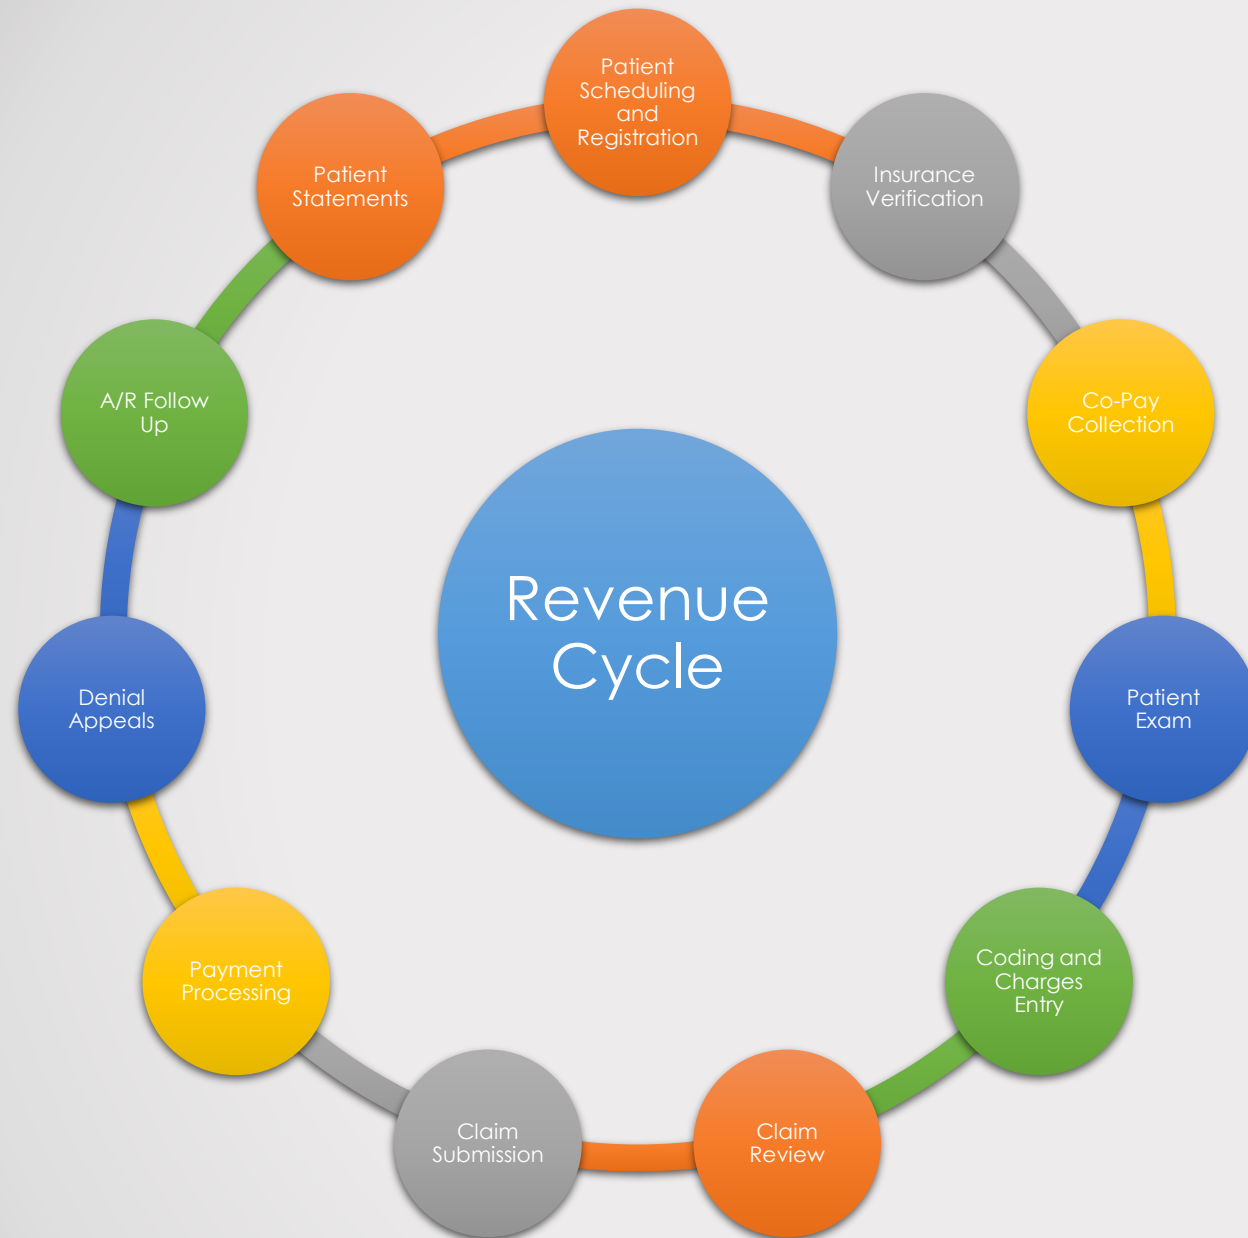 Patient
Scheduling
and
Registration
Insurance
Verification
Co-Pay
Collection
Patient
Exam
Coding and
Charges
Entry
Claim
Review
Claim
Submission
Payment
Processing
Denial
Appeals
A/R Follow
Up
Patient
Statements
Revenue
Cycle